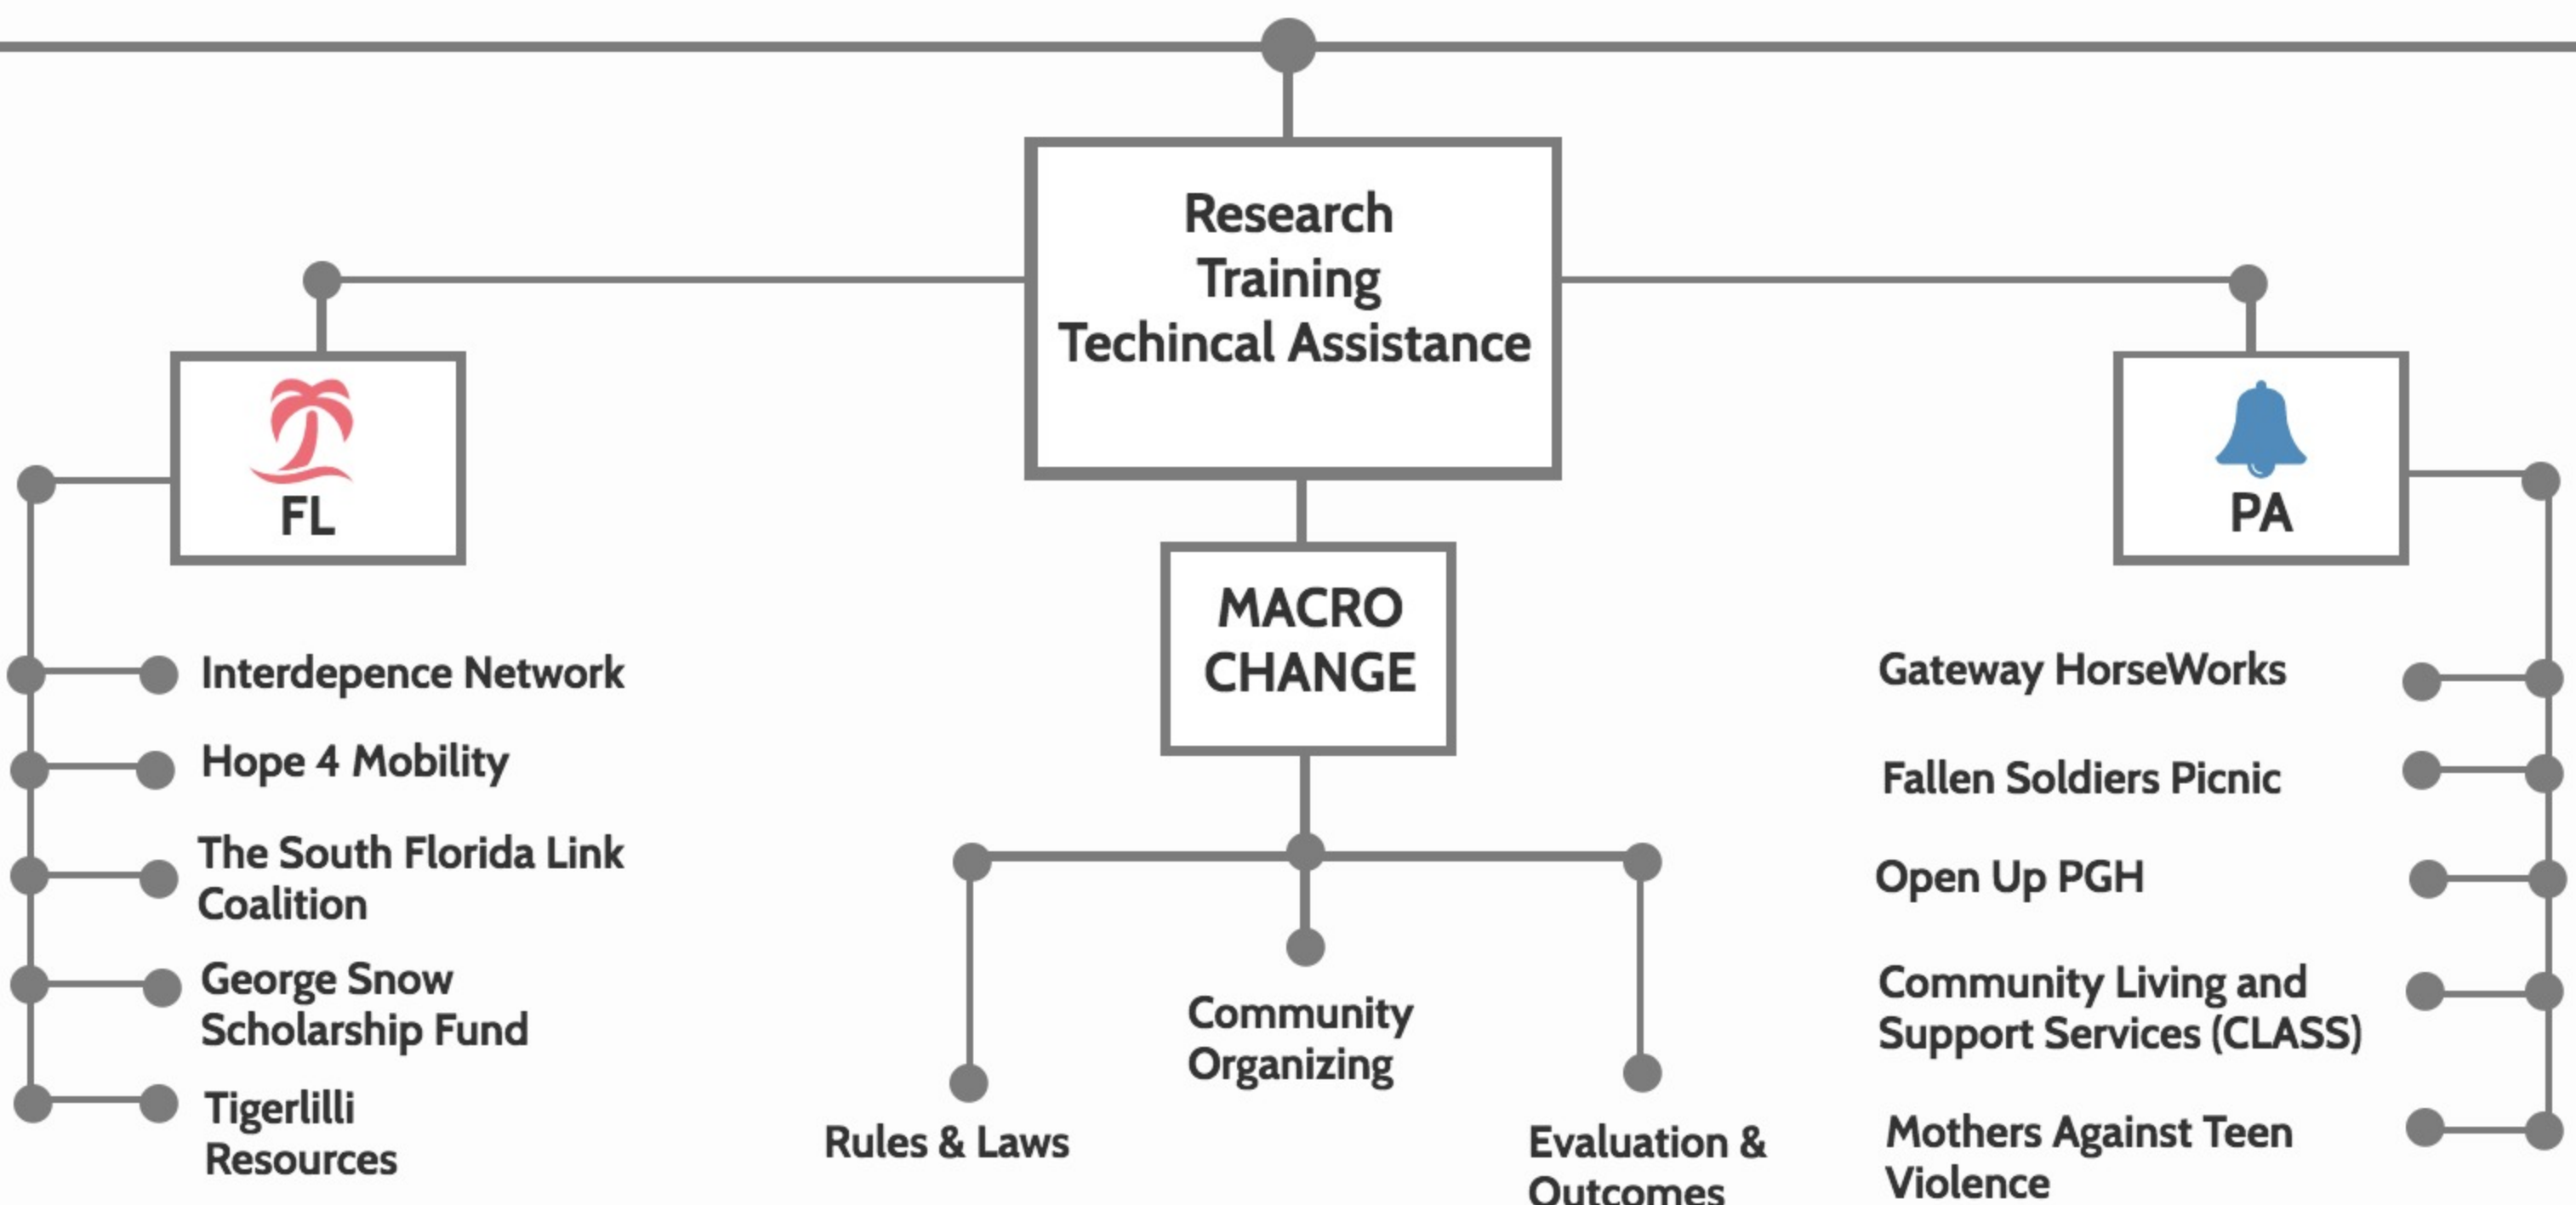 Research
Training
Techincal Assistance
FL
PA
MACRO
CHANGE
Interdepence Network
Hope 4 Mobility
The South Florida Link
Coalition
George Snow
Scholarship Fund
Tigerlilli
Resources
Rules & Laws
Community
Organizing
Evaluation &
Outcomes
Gateway HorseWorks
Fallen Soldiers Picnic
Open Up PGH
Community Living and
Support Services (CLASS)
Mothers Against Teen
Violence